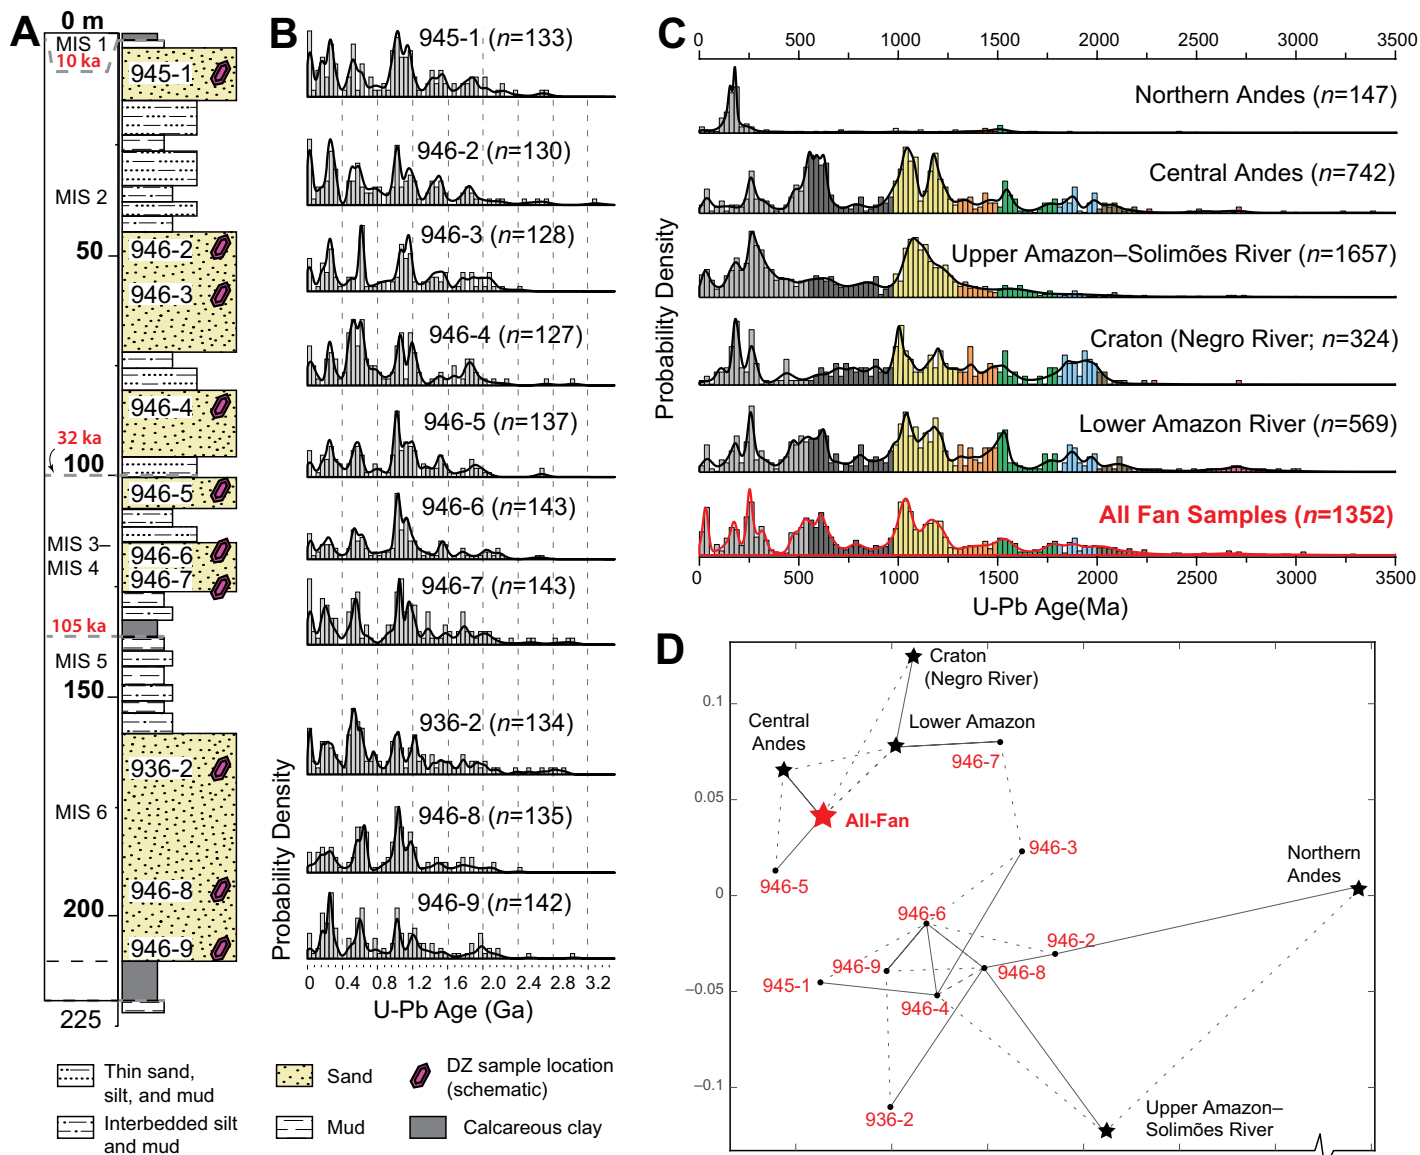 A
0 m
MIS 1
10 ka
945-1
MIS 2
50
946-2
946-3
946-4
32 ka
100
946-5
MIS 3–
MIS 4
946-6
946-7
105 ka
MIS 5
150
936-2
MIS 6
946-8
200
946-9
225
Thin sand,
silt, and mud
Interbedded silt
and mud
Sand
Mud
DZ sample location
(schematic)
Calcareous clay
B
945-1 (n=133)
946-2 (n=130)
946-3 (n=128)
946-4 (n=127)
946-5 (n=137)
946-6 (n=143)
946-7 (n=143)
936-2 (n=134)
946-8 (n=135)
946-9 (n=142)
Probability Density
0 0.4 0.8 1.2 1.6 2.0 2.4 2.8 3.2
U-Pb Age (Ga)
C
0 500 1000 1500 2000 2500 3000 3500
Northern Andes (n=147)
Central Andes (n=742)
Upper Amazon–Solimões River (n=1657)
Craton (Negro River; n=324)
Lower Amazon River (n=569)
All Fan Samples (n=1352)
Probability Density
0 500 1000 1500 2000 2500 3000 3500
U-Pb Age(Ma)
D
0.1
0.05
0
−0.05
−0.1
Craton
(Negro River)
Central
Andes
Lower Amazon
946-7
All-Fan
946-3
946-5
Northern
Andes
946-6
946-2
946-9
946-8
945-1
946-4
936-2
Upper Amazon–
Solimões River